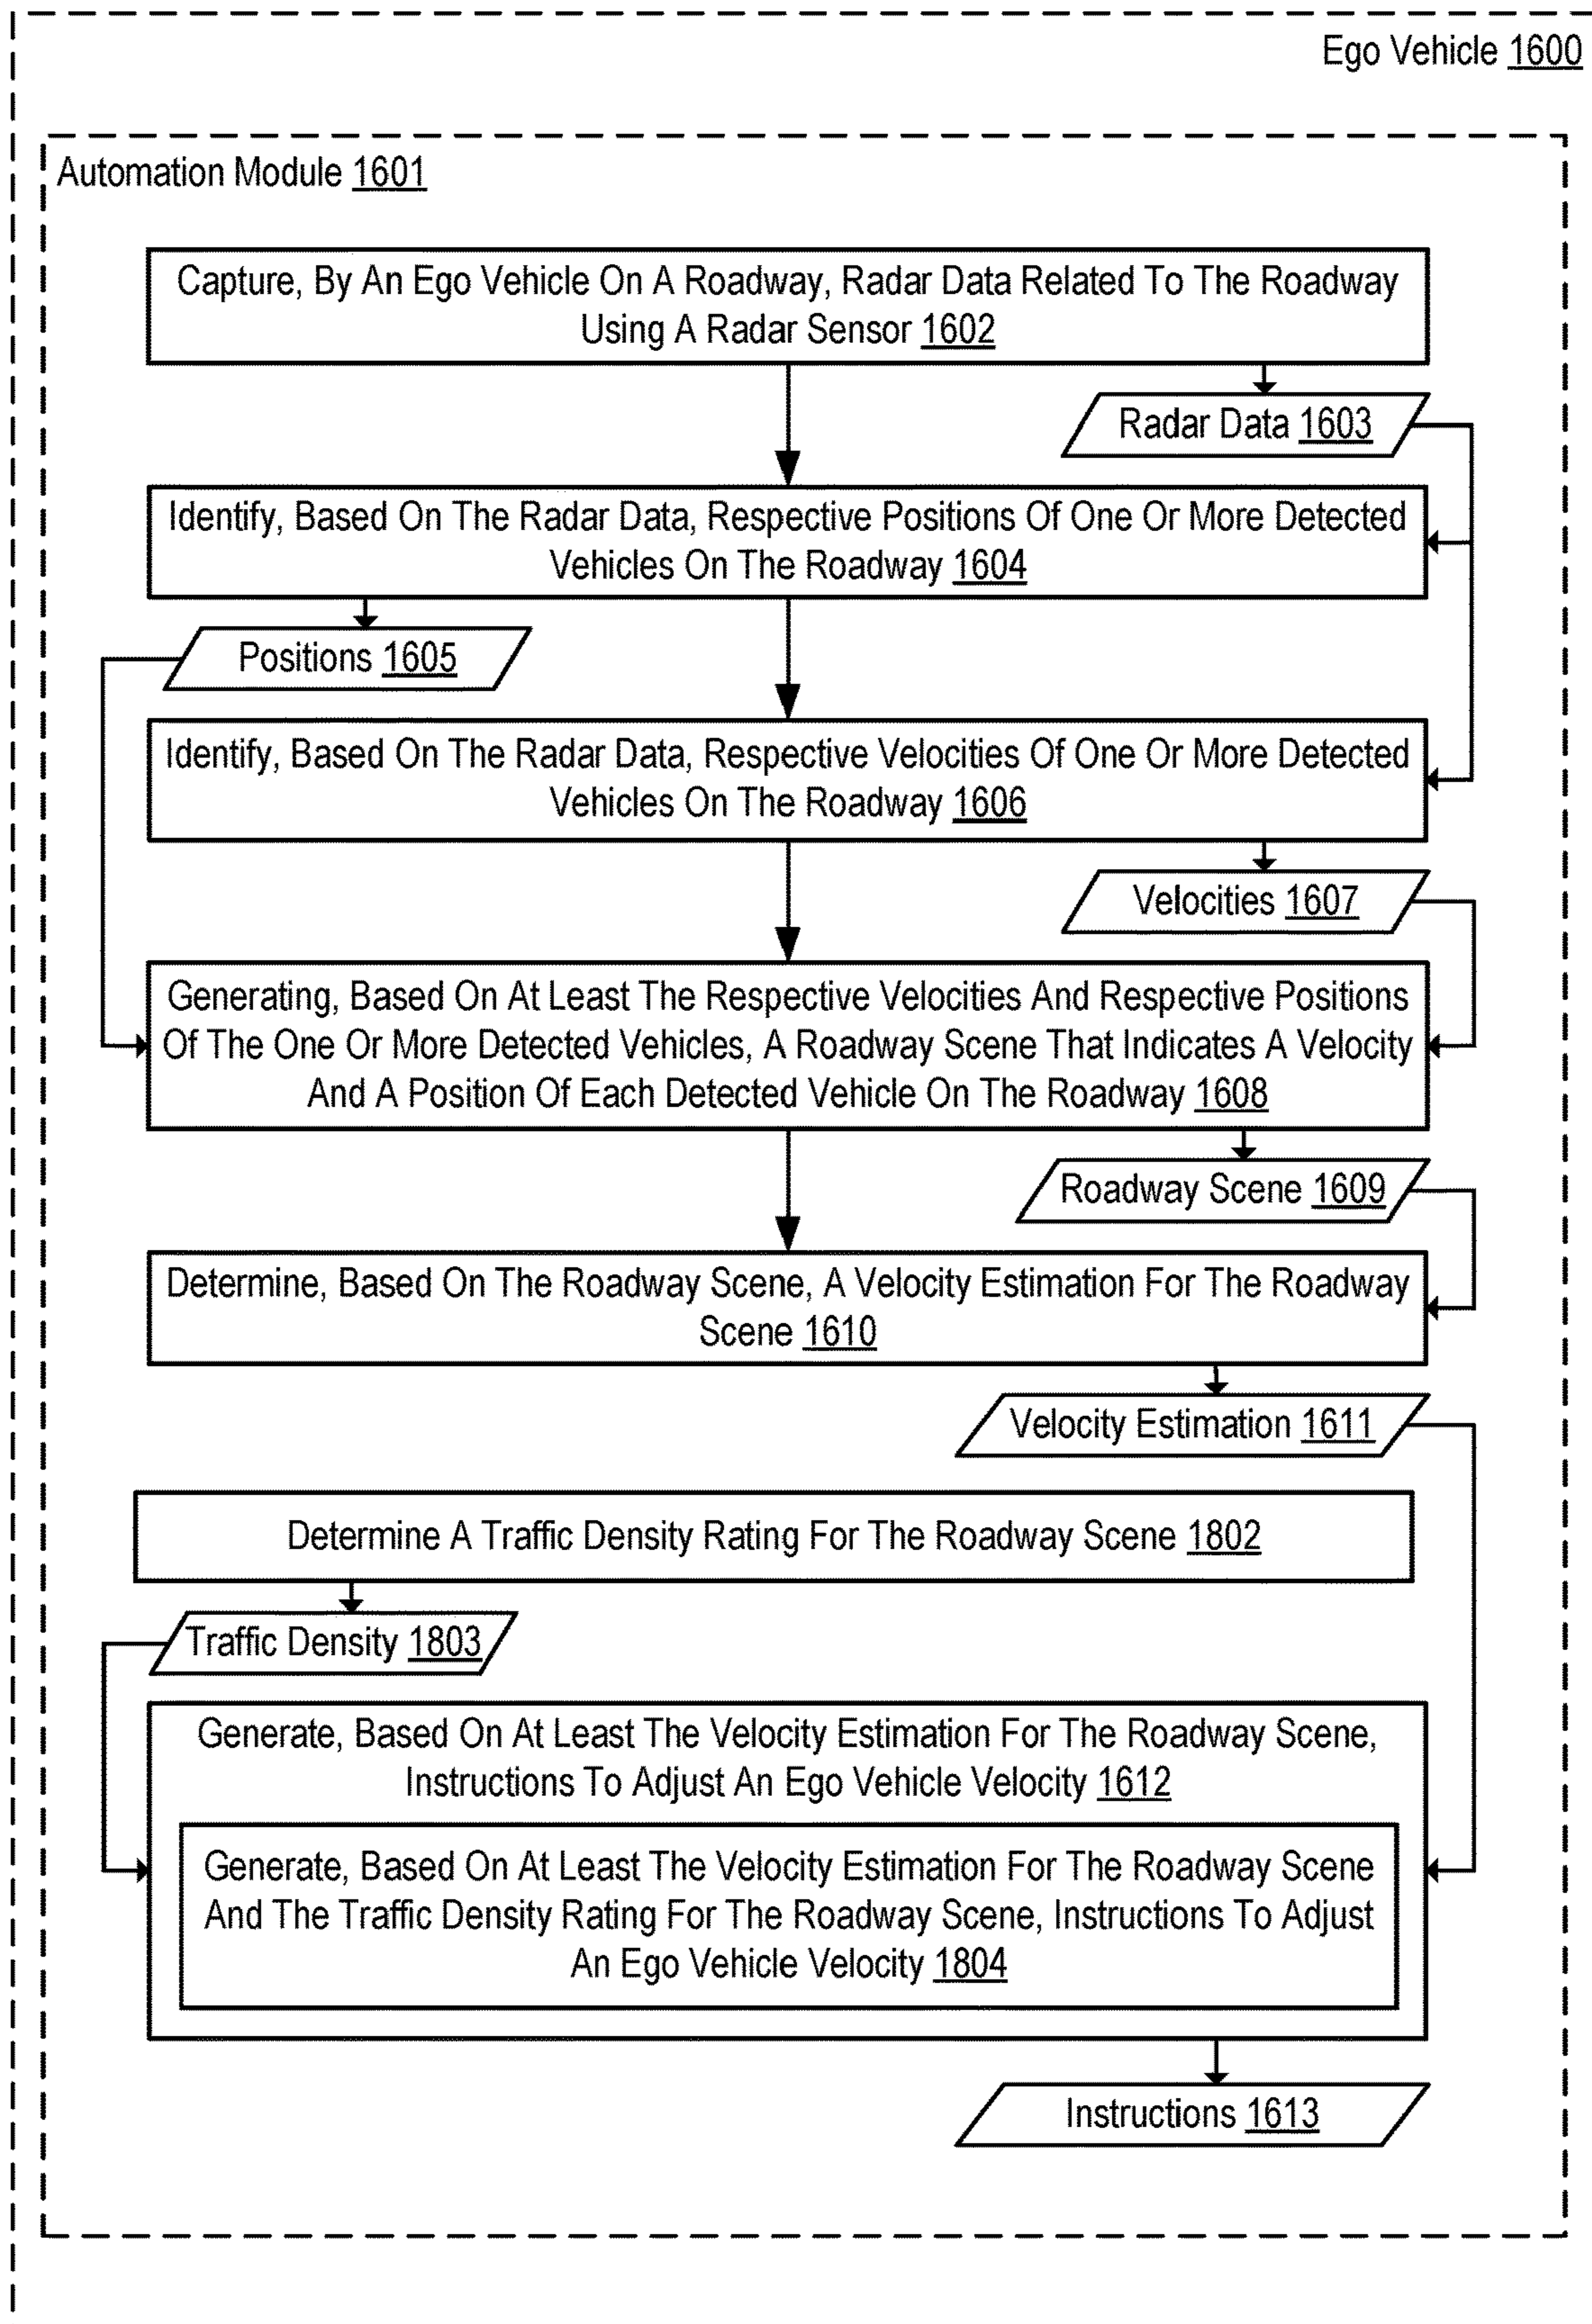 Ego Vehicle 1600
Automation Module 1601
Capture, By An Ego Vehicle On A Roadway, Radar Data Related To The Roadway
Using A Radar Sensor 1602
Radar Data 1603
Identify, Based On The Radar Data, Respective Positions Of One Or More Detected
Vehicles On The Roadway 1604
Positions 1605
Identify, Based On The Radar Data, Respective Velocities Of One Or More Detected
Vehicles On The Roadway 1606
Velocities 1607
Generating, Based On At Least The Respective Velocities And Respective Positions
Of The One Or More Detected Vehicles, A Roadway Scene That Indicates A Velocity
And A Position Of Each Detected Vehicle On The Roadway 1608
Roadway Scene 1609
Determine, Based On The Roadway Scene, A Velocity Estimation For The Roadway
Scene 1610
Velocity Estimation 1611
Determine A Traffic Density Rating For The Roadway Scene 1802
Traffic Density 1803
Generate, Based On At Least The Velocity Estimation For The Roadway Scene,
Instructions To Adjust An Ego Vehicle Velocity 1612
Generate, Based On At Least The Velocity Estimation For The Roadway Scene
And The Traffic Density Rating For The Roadway Scene, Instructions To Adjust
An Ego Vehicle Velocity 1804
Instructions 1613